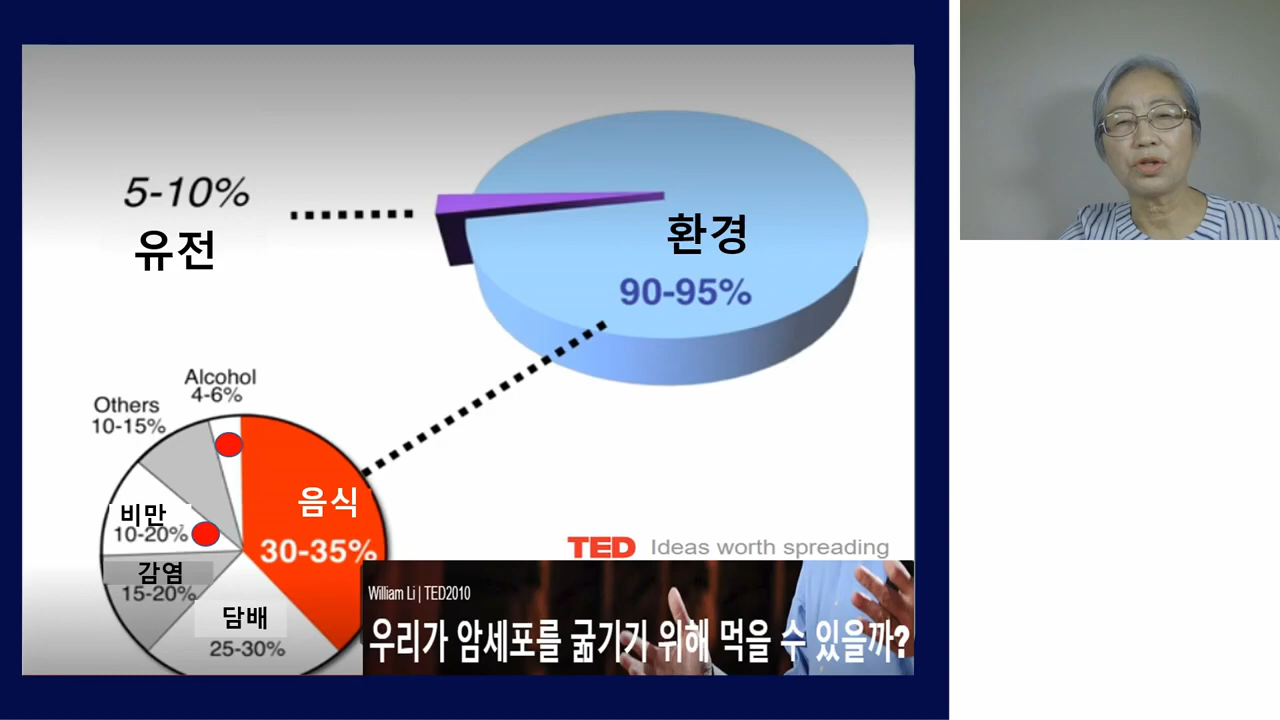 5-10%
유전
환경
90-95%
Alcohol
4-6%
Others
10-15%
음식
30-35%
비만
10-20%
감염
15-20%
담배
25-30%
TED Ideas worth spreading
William Li | TED2010
우리가 암세포를 굶기기 위해 먹을 수 있을까?